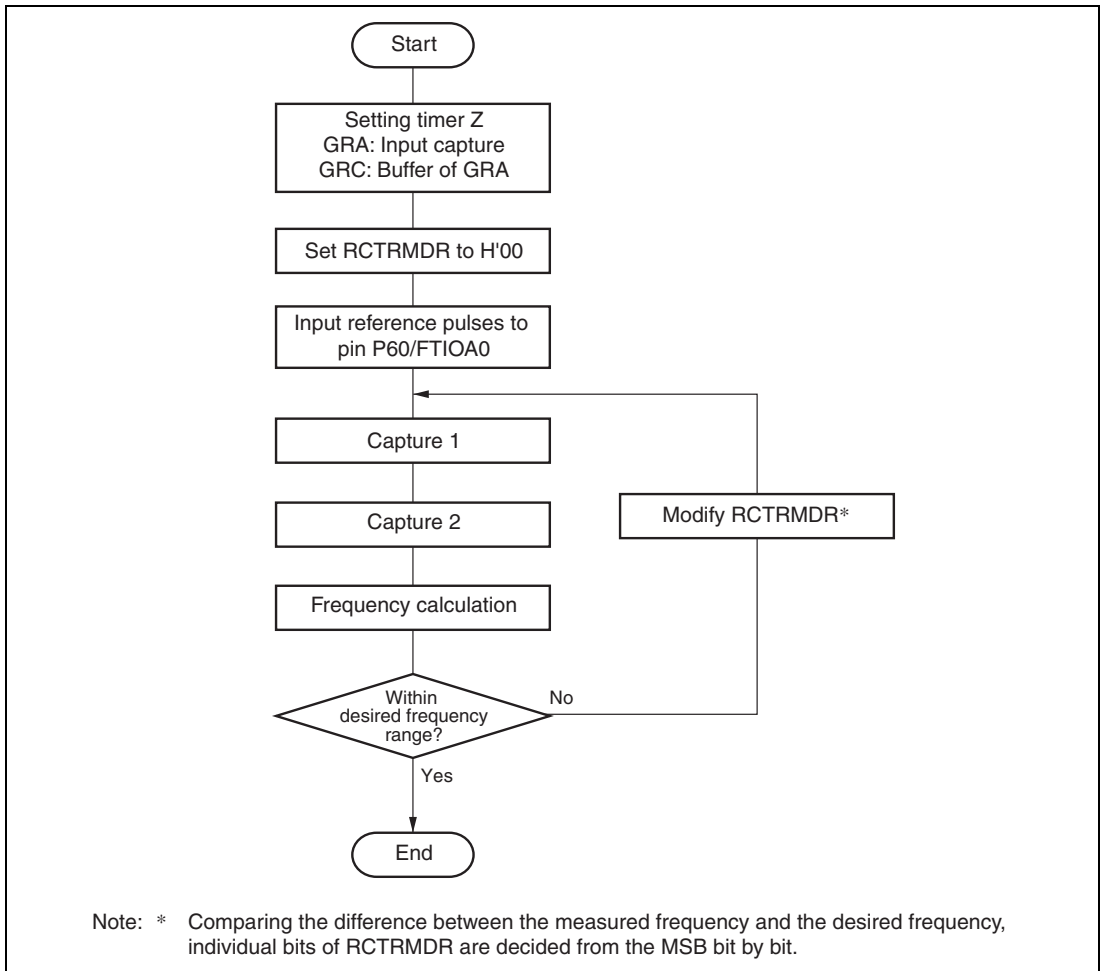 Start
Setting timer Z
GRA: Input capture
GRC: Buffer of GRA
Set RCTRMDR to H'00
Input reference pulses to
pin P60/FTIOA0
Capture 1
Capture 2
Modify RCTRMDR*
Frequency calculation
Within
desired frequency
range?
No
Yes
End
Note: * Comparing the difference between the measured frequency and the desired frequency,
individual bits of RCTRMDR are decided from the MSB bit by bit.